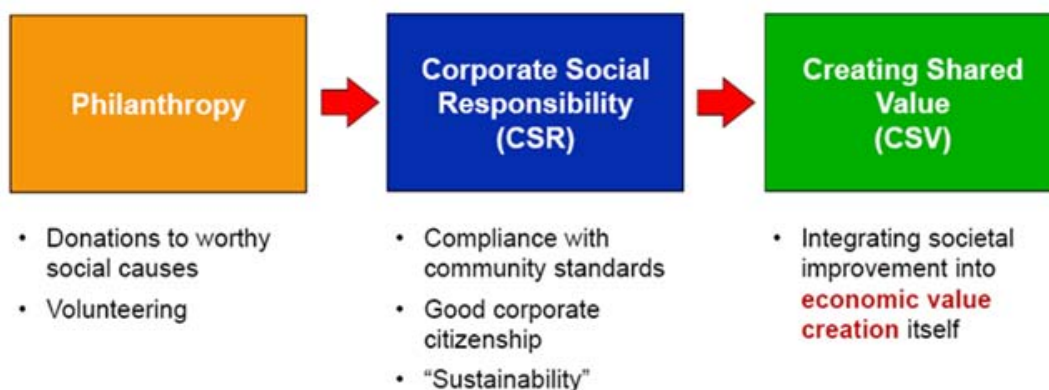 Philanthropy
Corporate Social
Responsibility
(CSR)
Creating Shared
Value
(CSV)
• Donations to worthy
social causes
• Volunteering
• Compliance with
community standards
• Good corporate
citizenship
• “Sustainability”
• Integrating societal
improvement into
economic value
creation itself